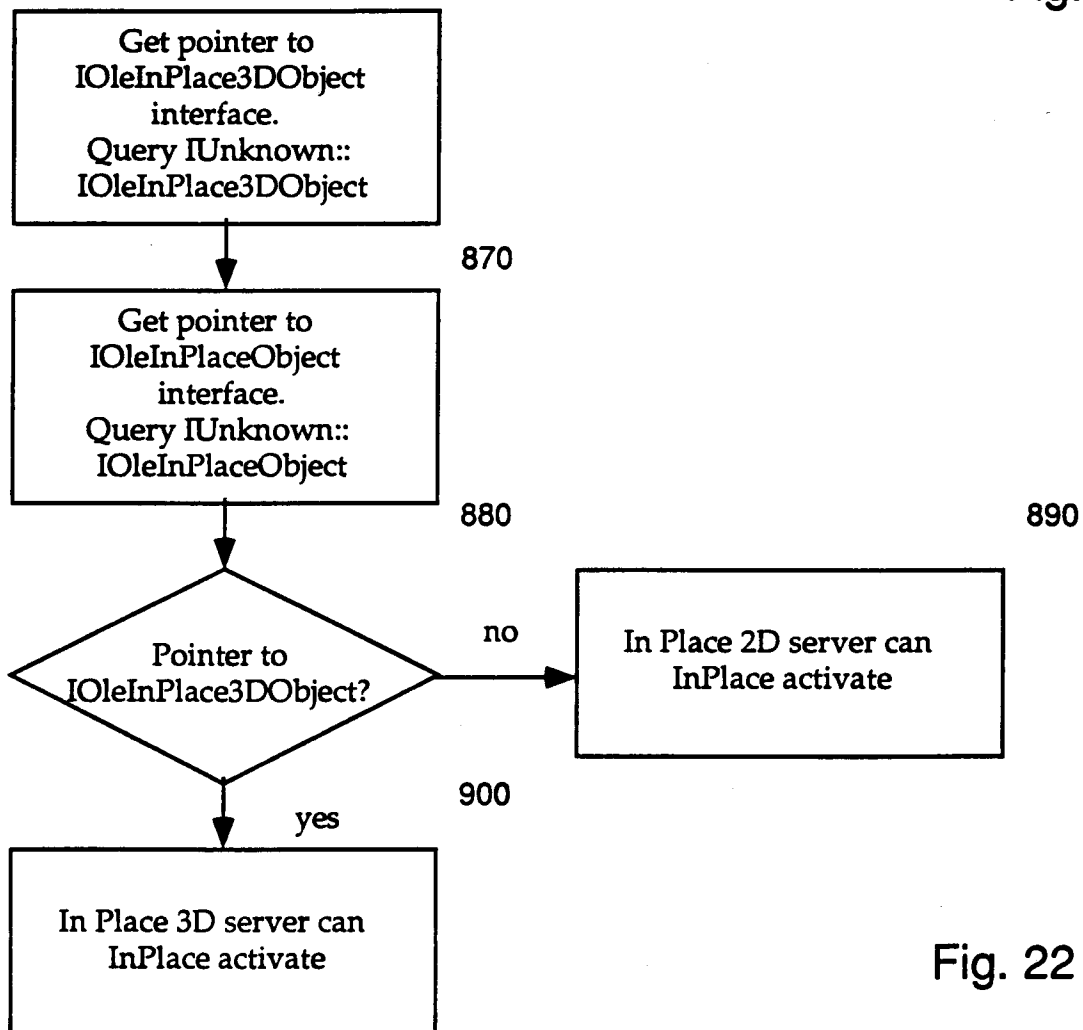 Get pointer to
IOleInPlace3DObject
interface.
Query IUnknown::
IOleInPlace3DObject
870
Get pointer to
IOleInPlaceObject
interface.
Query IUnknown::
IOleInPlaceObject
880
890
Pointer to
IOleInPlace3DObject?
no
In Place 2D server can
InPlace activate
900
yes
In Place 3D server can
InPlace activate
Fig. 22